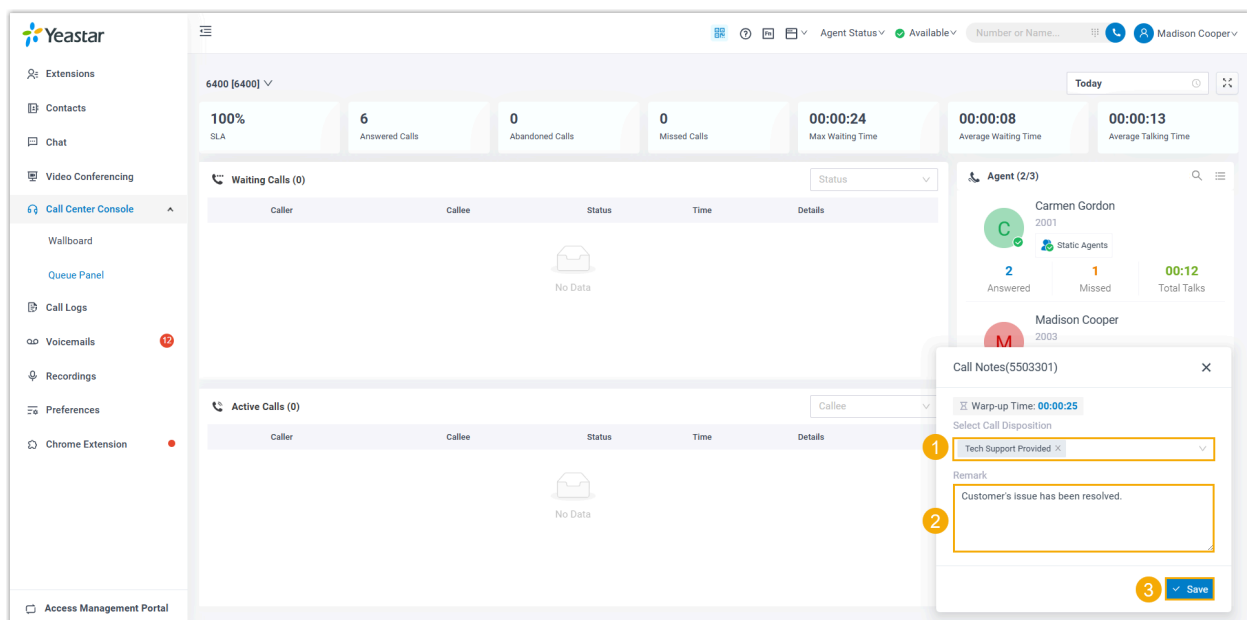 Yeastar
Agent Status
Available
Number or Name...
Madison Cooper
Extensions
Contacts
Chat
Video Conferencing
Call Center Console
Wallboard
Queue Panel
Call Logs
Voicemails
12
Recordings
Preferences
Chrome Extension
Access Management Portal
6400 [6400]
Today
100%
SLA
6
Answered Calls
0
Abandoned Calls
0
Missed Calls
00:00:24
Max Waiting Time
00:00:08
Average Waiting Time
00:00:13
Average Talking Time
Waiting Calls (0)
Status
Caller Callee Status Time Details
No Data
Active Calls (0)
Callee
Caller Callee Status Time Details
No Data
Agent (2/3)
C
Carmen Gordon
2001
Static Agents
2 1 00:12
Answered Missed Total Talks
M
Madison Cooper
2003
Call Notes(5503301)
Warp-up Time: 00:00:25
Select Call Disposition
1
Tech Support Provided
Remark
2
Customer's issue has been resolved.
3
Save